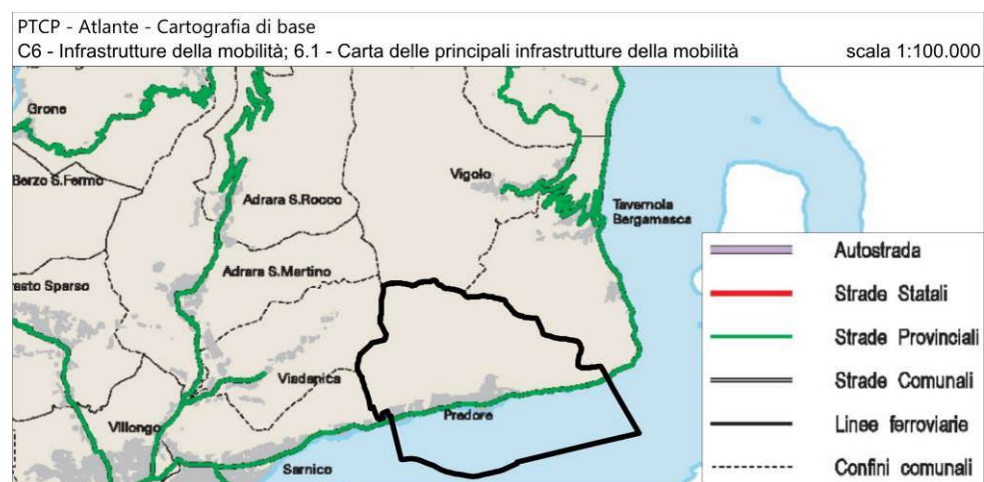 PTCP - Atlante - Cartografia di base
C6 - Infrastrutture della mobilità; 6.1 - Carta delle principali infrastrutture della mobilità scala 1:100.000
Grone
Berzo S.Fermo
Vigolo
Adrara S.Rocco
Tavernola
Bergamasca
Adrara S.Martino
esto Sparso
Viadanica
Predore
Villongo
Sarnico
Autostrada
Strade Statali
Strade Provinciali
Strade Comunali
Linee ferroviarie
Confini comunali